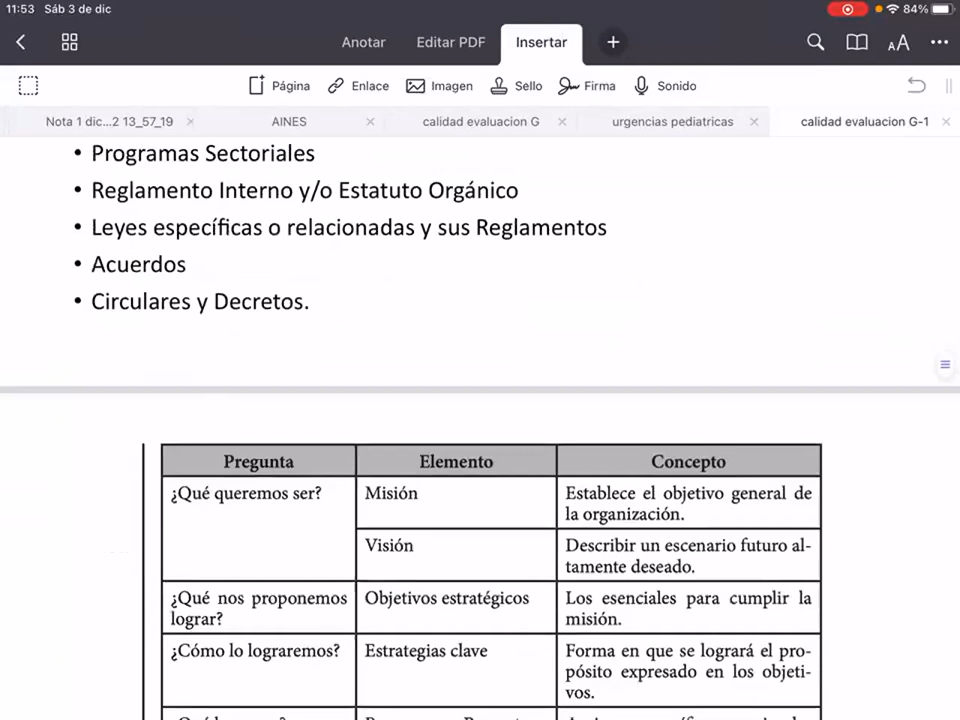 11:53 Sáb 3 de dic
84%
Anotar Editar PDF Insertar
Página Enlace Imagen Sello Firma Sonido
Nota 1 dic...2 13_57_19 AINES calidad evaluacion G urgencias pediatricas calidad evaluacion G-1
• Programas Sectoriales
• Reglamento Interno y/o Estatuto Orgánico
• Leyes específicas o relacionadas y sus Reglamentos
• Acuerdos
• Circulares y Decretos.
Pregunta Elemento Concepto
¿Qué queremos ser? Misión Establece el objetivo general de
la organización.
Visión Describir un escenario futuro al-
tamente deseado.
¿Qué nos proponemos Objetivos estratégicos Los esenciales para cumplir la
lograr? misión.
¿Cómo lo lograremos? Estrategias clave Forma en que se logrará el pro-
pósito expresado en los objeti-
vos.